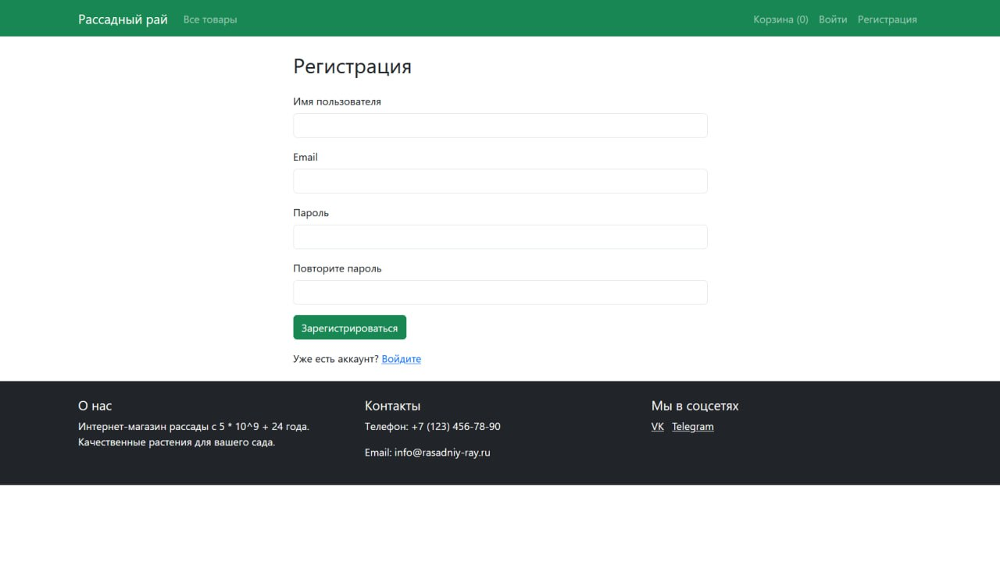 Рассадный рай Все товары Корзина (0) Войти Регистрация
Регистрация
Имя пользователя
Email
Пароль
Повторите пароль
Зарегистрироваться
Уже есть аккаунт? Войдите
О нас
Интернет-магазин рассады с 5 * 10^9 + 24 года.
Качественные растения для вашего сада.
Контакты
Телефон: +7 (123) 456-78-90
Email: info@rasadniy-ray.ru
Мы в соцсетях
VK Telegram